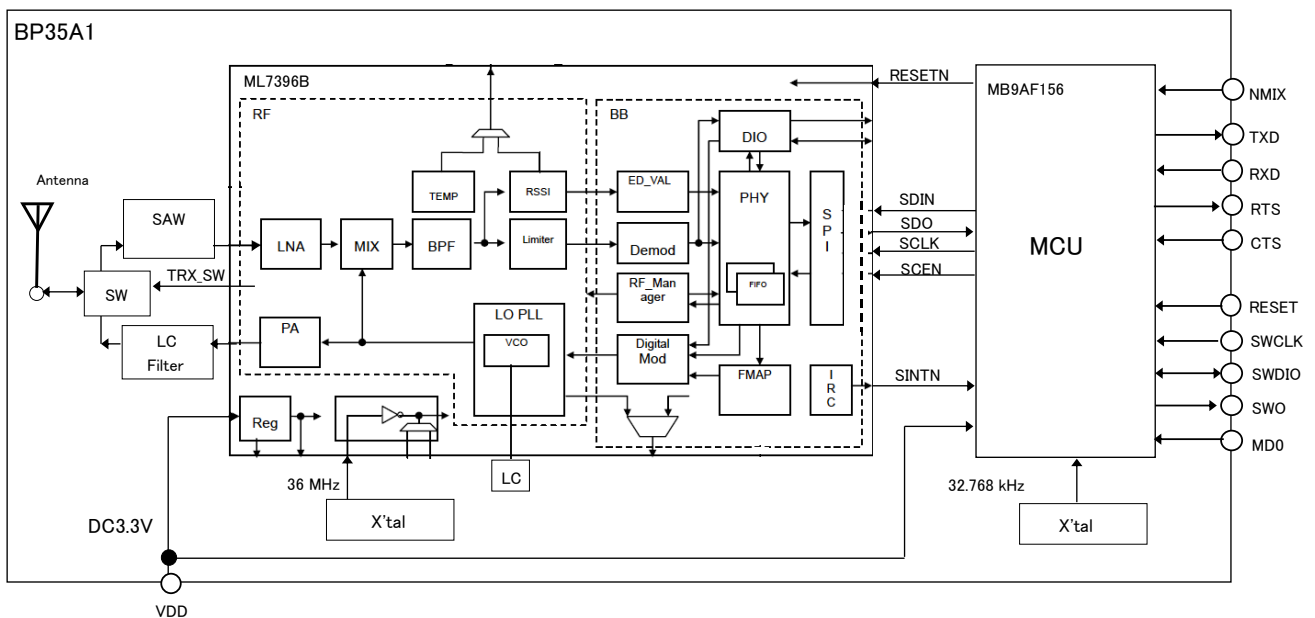 BP35A1
ML7396B
RESETN
MB9AF156
NMIX
RF
BB
DIO
TXD
Antenna
TEMP
RSSI
ED_VAL
PHY
S
P
I
RXD
SAW
SDIN
RTS
LNA
MIX
BPF
Limiter
Demod
SDO
MCU
SCLK
CTS
SCEN
SW
TRX_SW
RF_Man
ager
FIFO
LO PLL
RESET
PA
VCO
Digital
Mod
LC
Filter
SWCLK
FMAP
I
R
C
SINTN
SWDIO
Reg
SWO
MD0
36 MHz
LC
32.768 kHz
X'tal
X'tal
DC3.3V
VDD